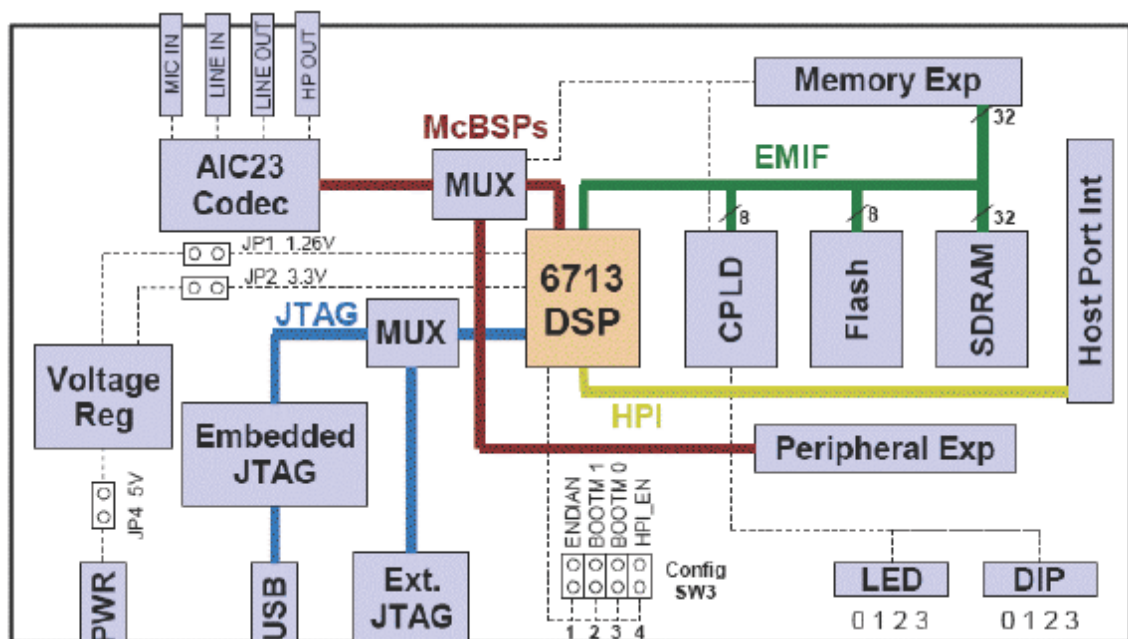 MIC IN
LINE IN
LINE OUT
HP OUT
Memory Exp
32
McBSPs
AIC23
Codec
MUX
EMIF
8
8
32
Host Port Int
JP1 1.26V
JP2 3.3V
6713
DSP
CPLD
Flash
SDRAM
JTAG
MUX
Voltage
Reg
HPI
Embedded
JTAG
Peripheral Exp
JP4 5V
ENDIAN
BOOTM 1
BOOTM 0
HPI_EN
Config
SW3
PWR
USB
Ext.
JTAG
LED
DIP
1 2 3 4
0 1 2 3
0 1 2 3